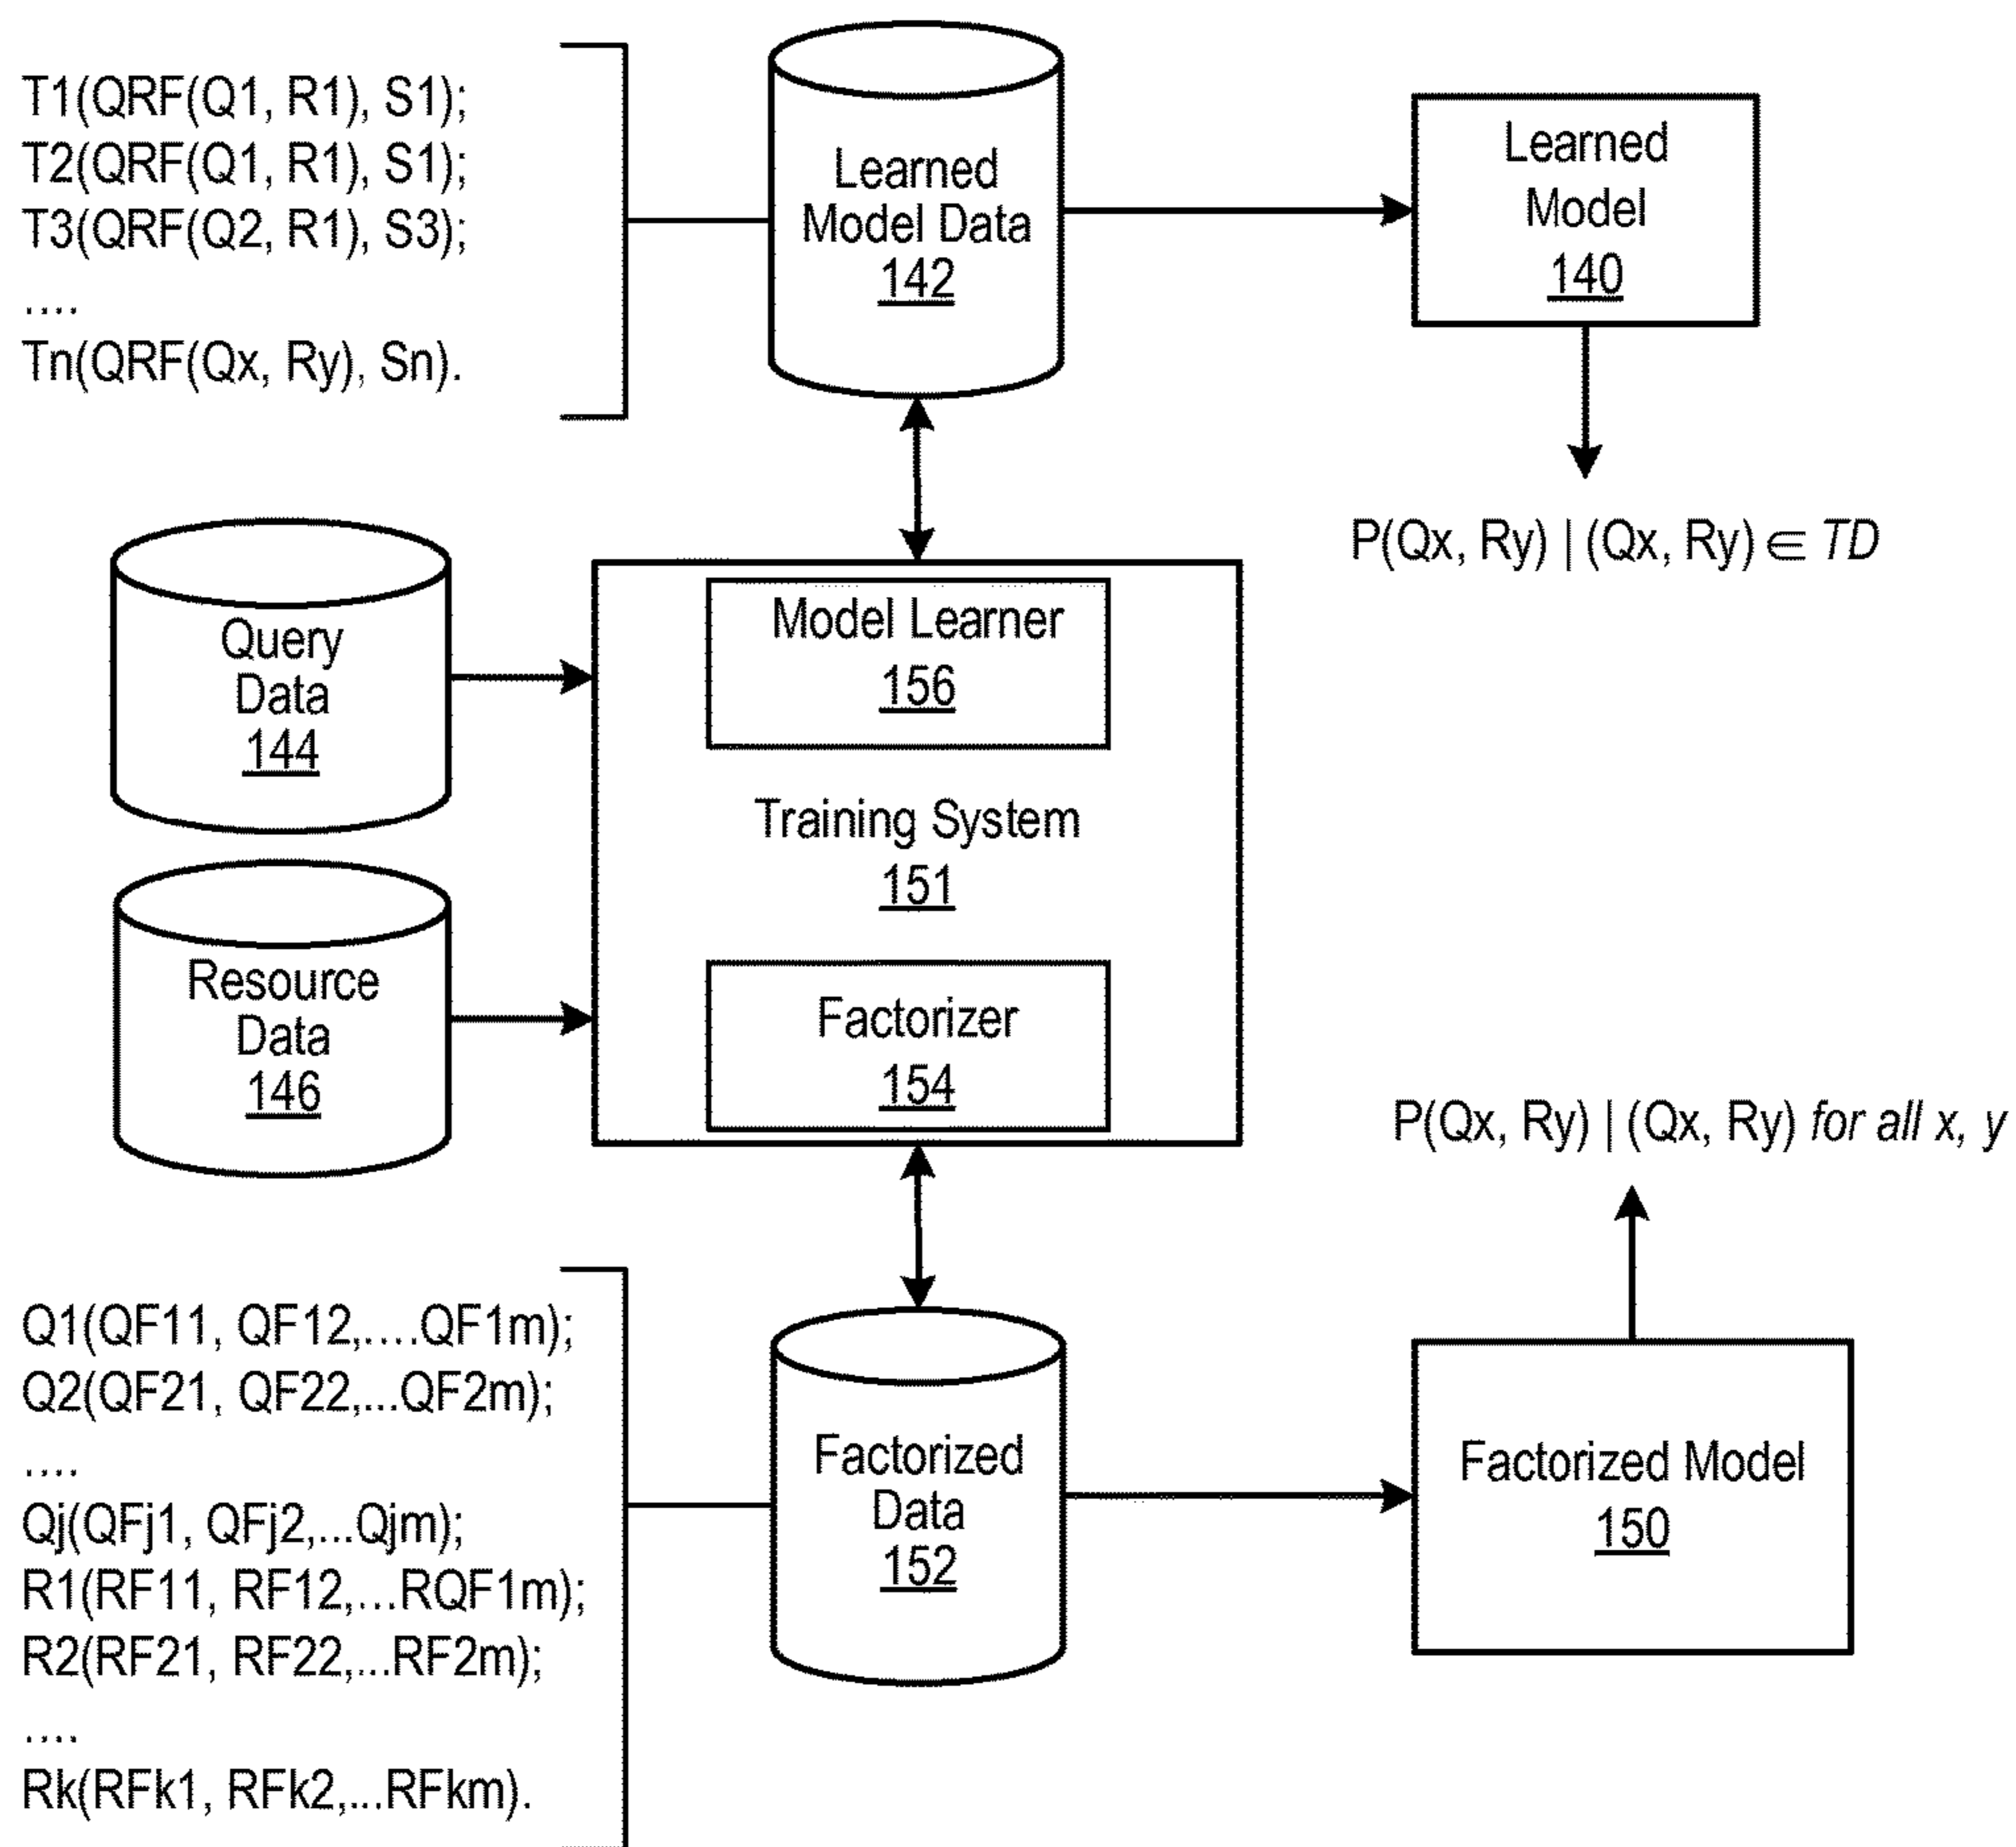 T1(QRF(Q1, R1), S1);
T2(QRF(Q1, R1), S1);
T3(QRF(Q2, R1), S3);
....
Tn(QRF(Qx, Ry), Sn).
Learned
Model Data
142
Learned
Model
140
P(Qx, Ry) | (Qx, Ry) ∈ TD
Query
Data
144
Model Learner
156
Training System
151
Resource
Data
146
Factorizer
154
P(Qx, Ry) | (Qx, Ry) for all x, y
Q1(QF11, QF12,....QF1m);
Q2(QF21, QF22,...QF2m);
....
Qj(QFj1, QFj2,...Qjm);
R1(RF11, RF12,...RQF1m);
R2(RF21, RF22,...RF2m);
....
Rk(RFk1, RFk2,...RFkm).
Factorized
Data
152
Factorized Model
150